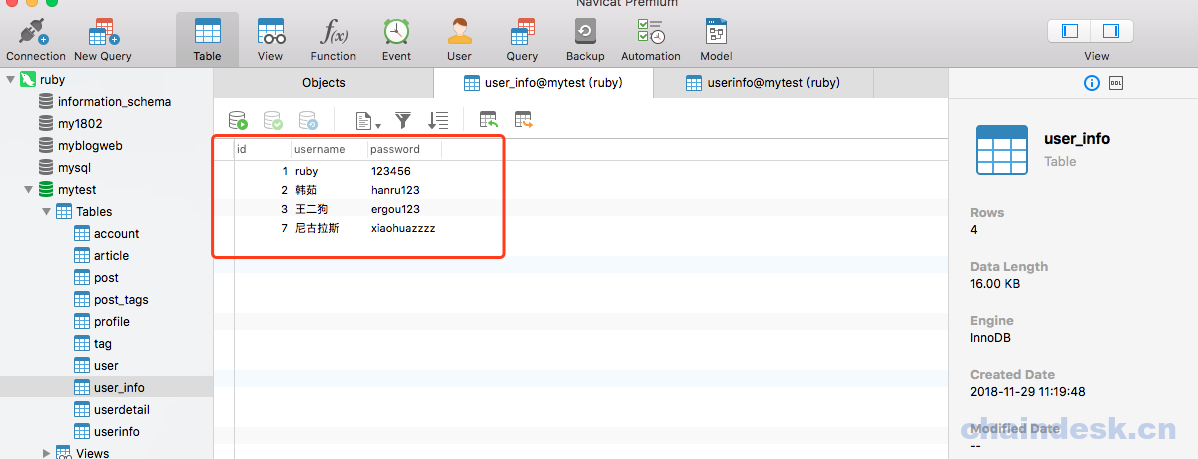 Navicat Premium
Connection New Query Table View Function Event User Query Backup Automation Model View
ruby
information_schema
my1802
myblogweb
mysql
mytest
Tables
account
article
post
post_tags
profile
tag
user
user_info
userdetail
userinfo
Views
Objects user_info@mytest (ruby) userinfo@mytest (ruby)
id username password
1 ruby 123456
2 韩茹 hanru123
3 王二狗 ergou123
7 尼古拉斯 xiaohuazzzz
DDL
user_info
Table
Rows
4
Data Length
16.00 KB
Engine
InnoDB
Created Date
2018-11-29 11:19:48
Modified Date
--
chaindesk.cn